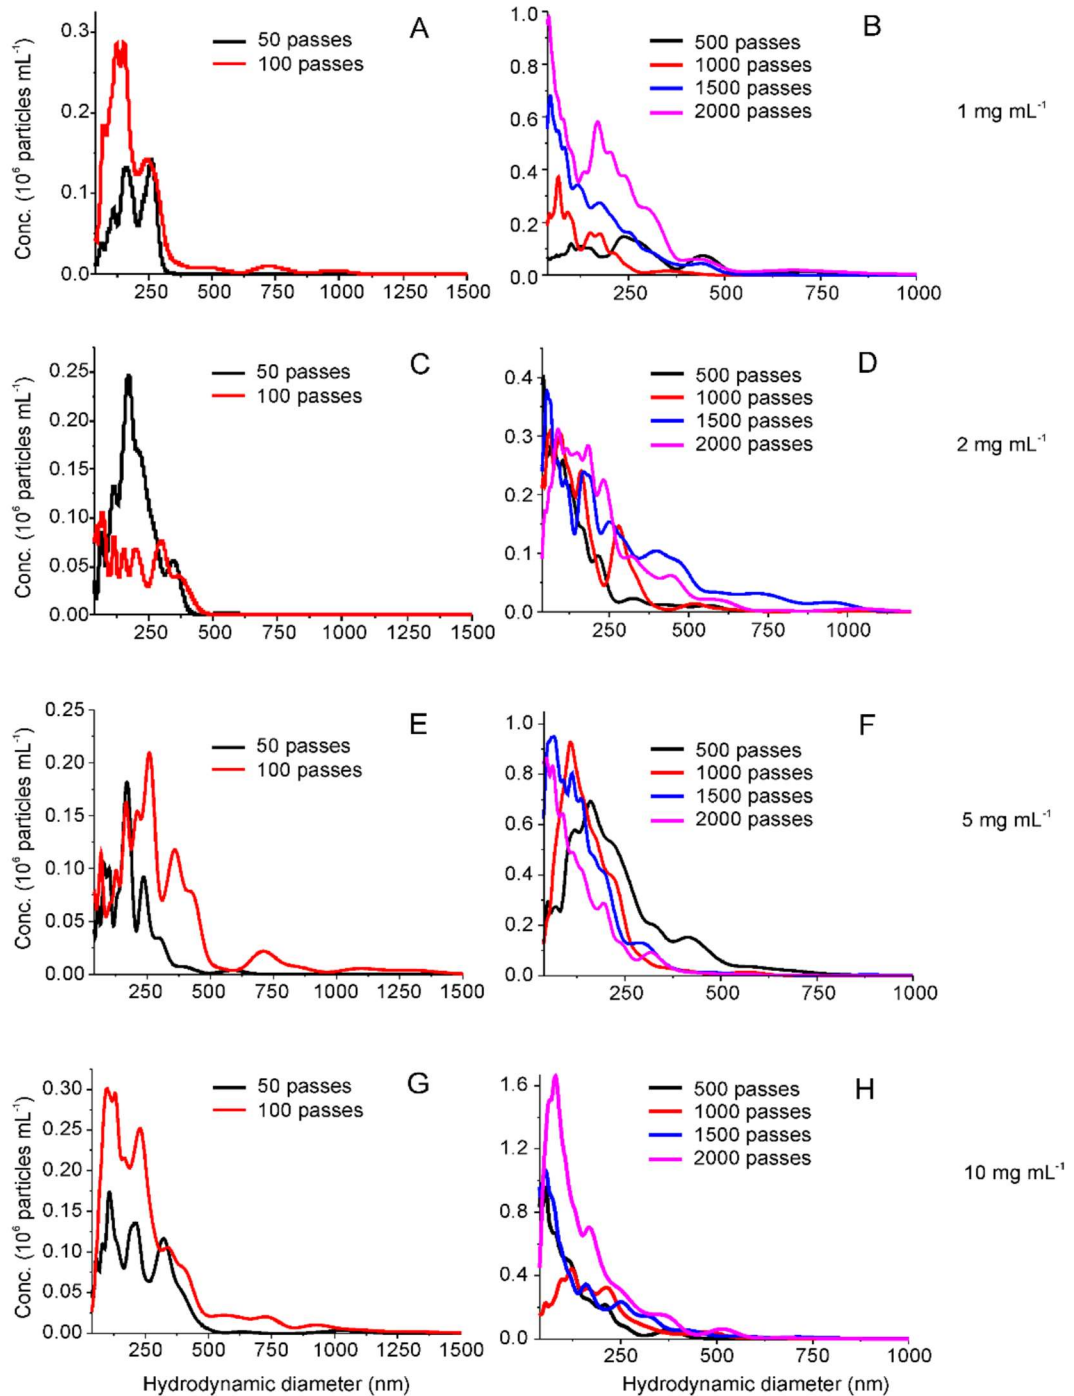 A
50 passes
100 passes
Conc. (10⁶ particles mL⁻¹)
0.3
0.2
0.1
0.0
250 500 750 1000 1250 1500
B
500 passes
1000 passes
1500 passes
2000 passes
1.0
0.8
0.6
0.4
0.2
0.0
250 500 750 1000
1 mg mL⁻¹
C
50 passes
100 passes
Conc. (10⁶ particles mL⁻¹)
0.25
0.20
0.15
0.10
0.05
0.00
250 500 750 1000 1250 1500
D
500 passes
1000 passes
1500 passes
2000 passes
0.4
0.3
0.2
0.1
0.0
250 500 750 1000
2 mg mL⁻¹
E
50 passes
100 passes
Conc. (10⁶ particles mL⁻¹)
0.25
0.20
0.15
0.10
0.05
0.00
250 500 750 1000 1250 1500
F
500 passes
1000 passes
1500 passes
2000 passes
1.0
0.8
0.6
0.4
0.2
0.0
250 500 750 1000
5 mg mL⁻¹
G
50 passes
100 passes
Conc. (10⁶ particles mL⁻¹)
0.30
0.25
0.20
0.15
0.10
0.05
0.00
250 500 750 1000 1250 1500
Hydrodynamic diameter (nm)
H
500 passes
1000 passes
1500 passes
2000 passes
1.6
1.2
0.8
0.4
0.0
250 500 750 1000
Hydrodynamic diameter (nm)
10 mg mL⁻¹